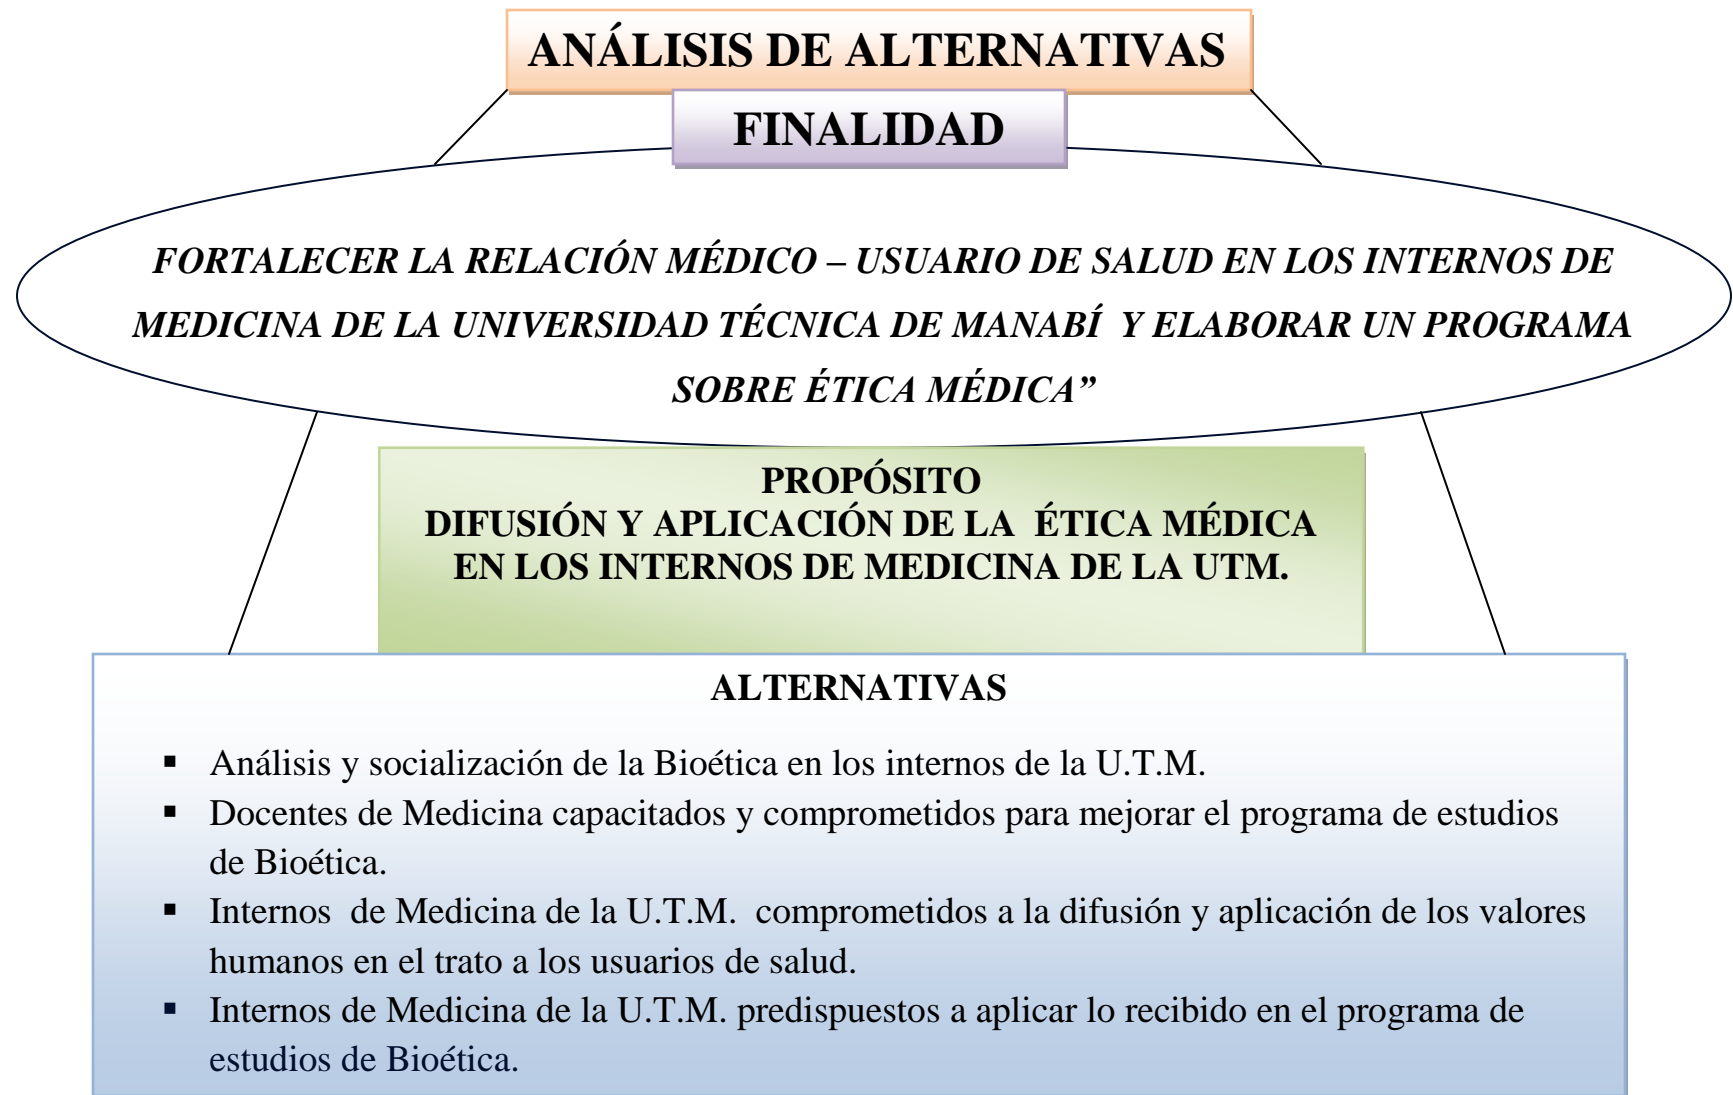 ANÁLISIS DE ALTERNATIVAS
FINALIDAD
FORTALECER LA RELACIÓN MÉDICO – USUARIO DE SALUD EN LOS INTERNOS DE
MEDICINA DE LA UNIVERSIDAD TÉCNICA DE MANABÍ  Y ELABORAR UN PROGRAMA
SOBRE ÉTICA MÉDICA”
PROPÓSITO
DIFUSIÓN Y APLICACIÓN DE LA  ÉTICA MÉDICA
EN LOS INTERNOS DE MEDICINA DE LA UTM.
ALTERNATIVAS
▪ Análisis y socialización de la Bioética en los internos de la U.T.M.
▪ Docentes de Medicina capacitados y comprometidos para mejorar el programa de estudios
de Bioética.
▪ Internos  de Medicina de la U.T.M.  comprometidos a la difusión y aplicación de los valores
humanos en el trato a los usuarios de salud.
▪ Internos de Medicina de la U.T.M. predispuestos a aplicar lo recibido en el programa de
estudios de Bioética.